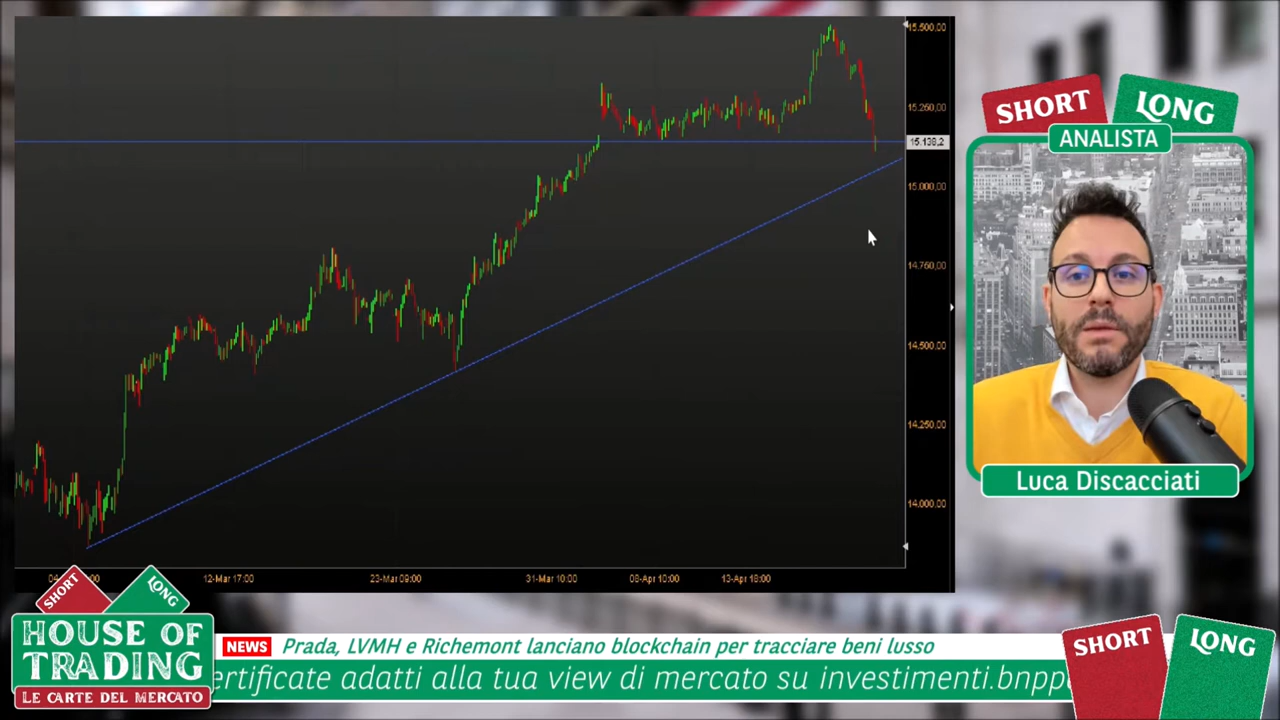 15.500,00
15.250,00
15.138,2
15.000,00
14.750,00
14.500,00
14.250,00
14.000,00
12-Mar 17:00
23-Mar 09:00
31-Mar 10:00
08-Apr 10:00
13-Apr 18:00
SHORT
LONG
ANALISTA
Luca Discacciati
SHORT
LONG
HOUSE OF
TRADING
LE CARTE DEL MERCATO
NEWS
Prada, LVMH e Richemont lanciano blockchain per tracciare beni lusso
ertificate adatti alla tua view di mercato su investimenti.bnpp
SHORT
LONG